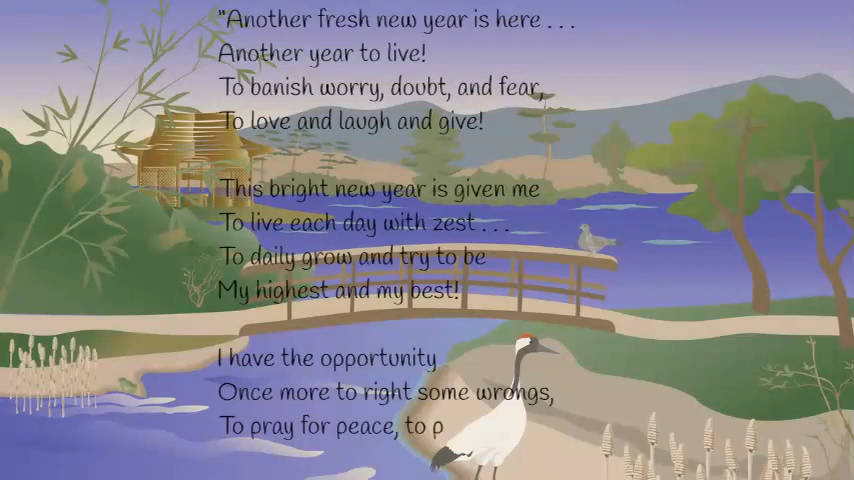 "Another fresh new year is here . . .
Another year to live!
To banish worry, doubt, and fear,
To love and laugh and give!
This bright new year is given me
To live each day with zest . . .
To daily grow and try to be
My highest and my best!
I have the opportunity
Once more to right some wrongs,
To pray for peace, to p